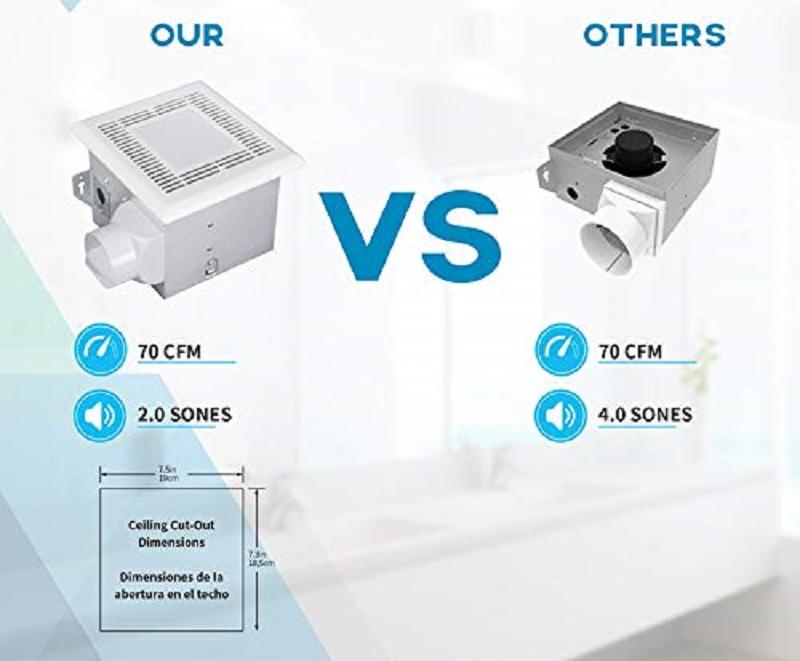 OUR
OTHERS
VS
70 CFM
70 CFM
2.0 SONES
4.0 SONES
7.5in
19cm
Ceiling Cut-Out
Dimensions
7.3in
18,5cm
Dimensiones de la
abertura en el techo